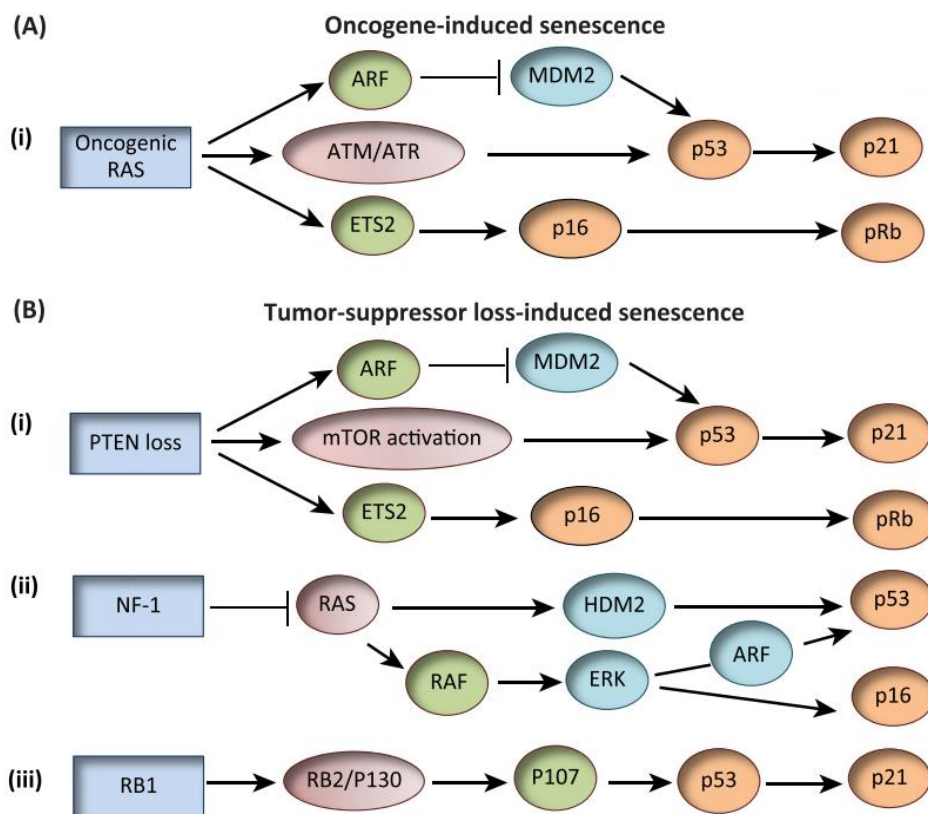 (A)
Oncogene-induced senescence
ARF
MDM2
(i)
Oncogenic
RAS
ATM/ATR
p53
p21
ETS2
p16
pRb
(B)
Tumor-suppressor loss-induced senescence
ARF
MDM2
(i)
PTEN loss
mTOR activation
p53
p21
ETS2
p16
pRb
(ii)
NF-1
RAS
HDM2
p53
ARF
RAF
ERK
p16
(iii)
RB1
RB2/P130
P107
p53
p21